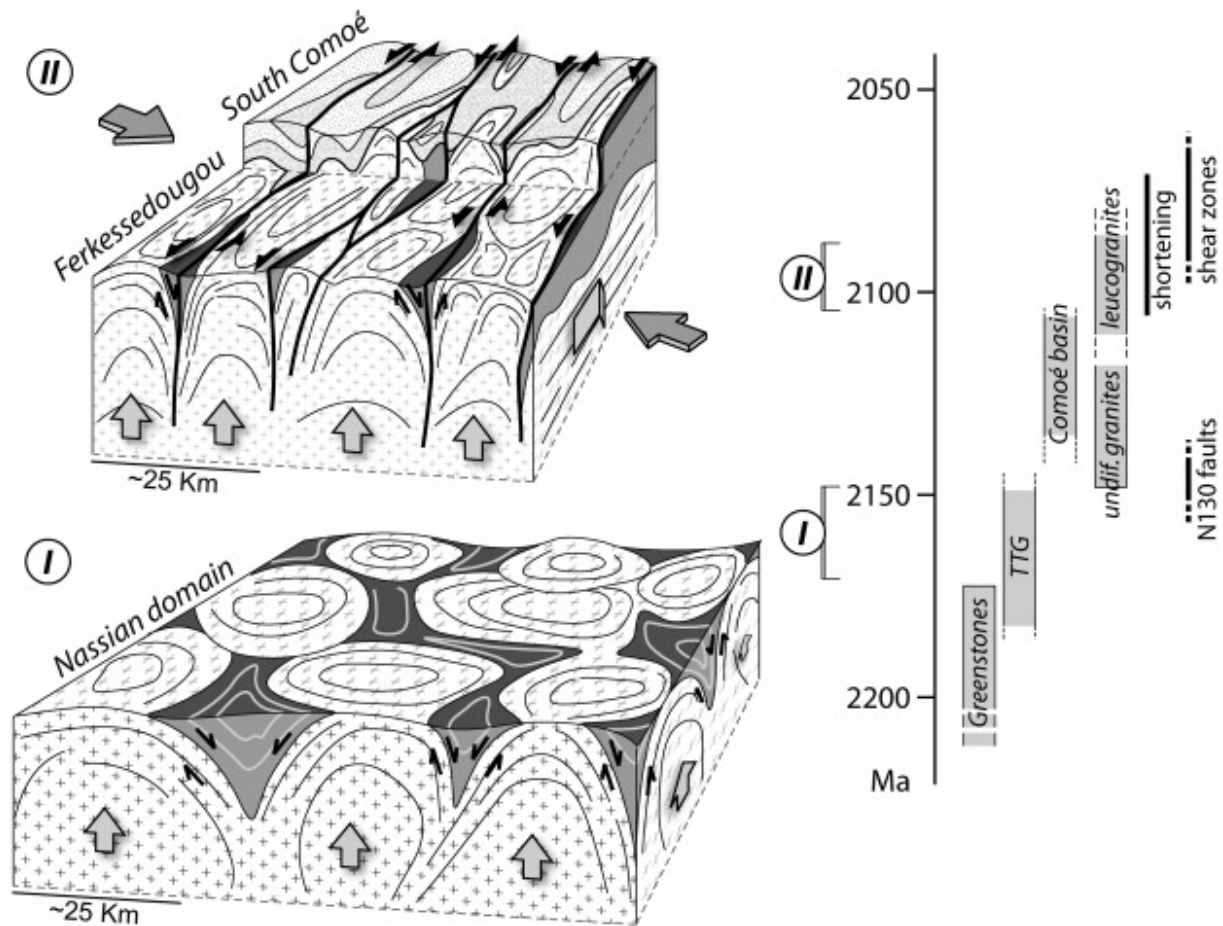 II
South Comoé
Ferkessedougou
~25 Km
I
Nassian domain
~25 Km
2050
2100
2150
2200
Ma
II
I
Greenstones
TTG
Comoé basin
undif. granites
leucogranites
shortening
shear zones
N130 faults